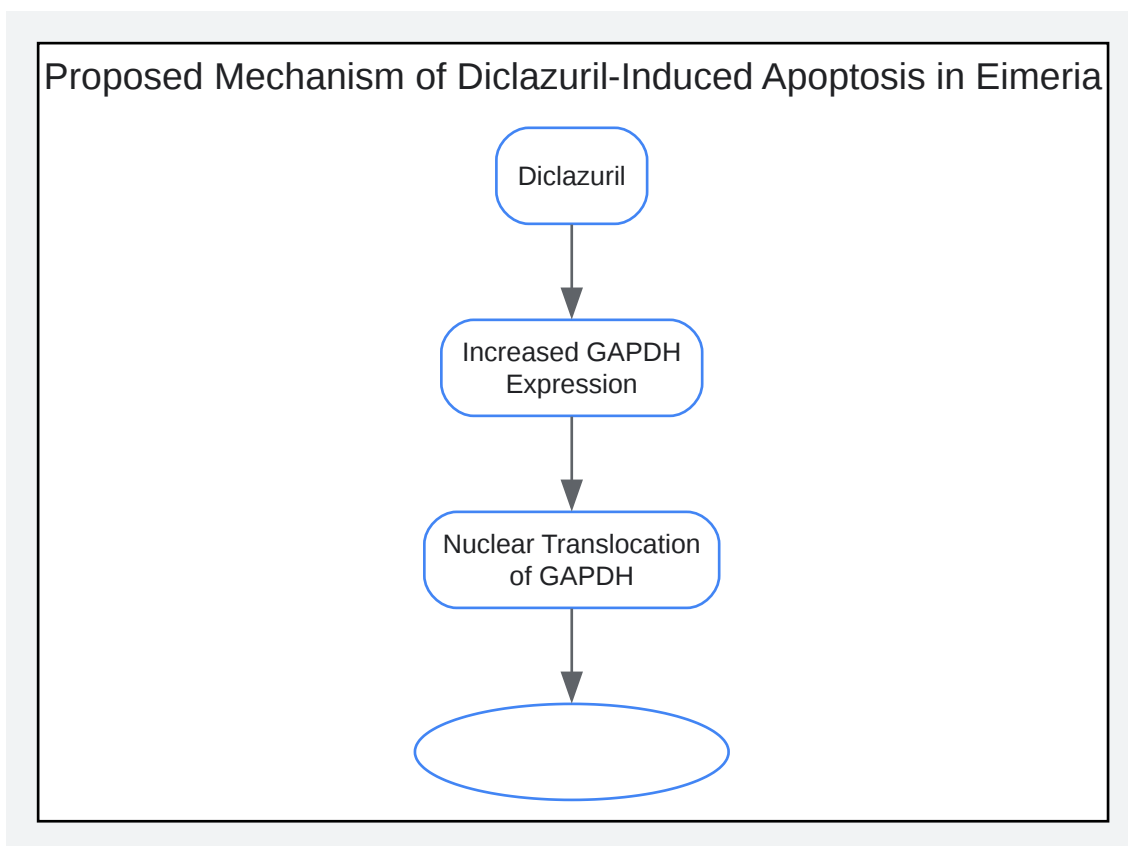 Proposed Mechanism of Diclazuril-Induced Apoptosis in Eimeria
Diclazuril
Increased GAPDH
Expression
Nuclear Translocation
of GAPDH